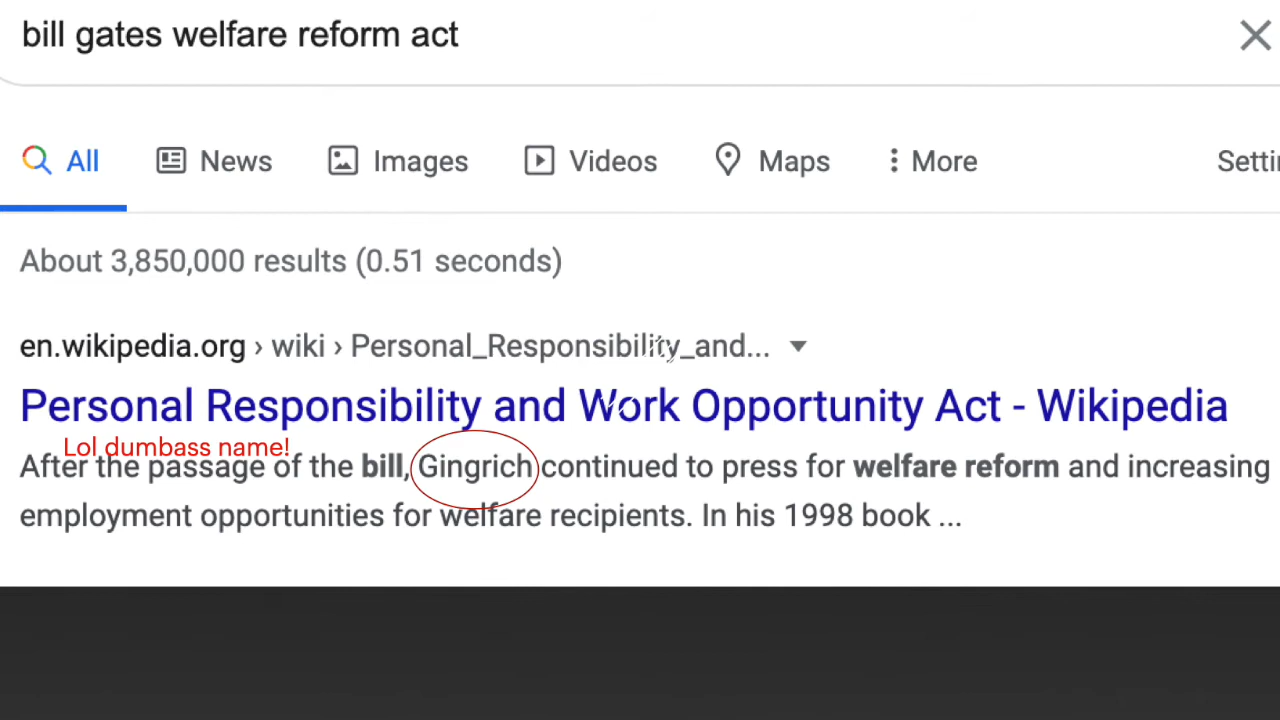 bill gates welfare reform act
All News Images Videos Maps More Setti
About 3,850,000 results (0.51 seconds)
en.wikipedia.org › wiki › Personal_Responsibility_and...
Personal Responsibility and Work Opportunity Act - Wikipedia
Lol dumbass name!
After the passage of the bill, Gingrich continued to press for welfare reform and increasing
employment opportunities for welfare recipients. In his 1998 book ...